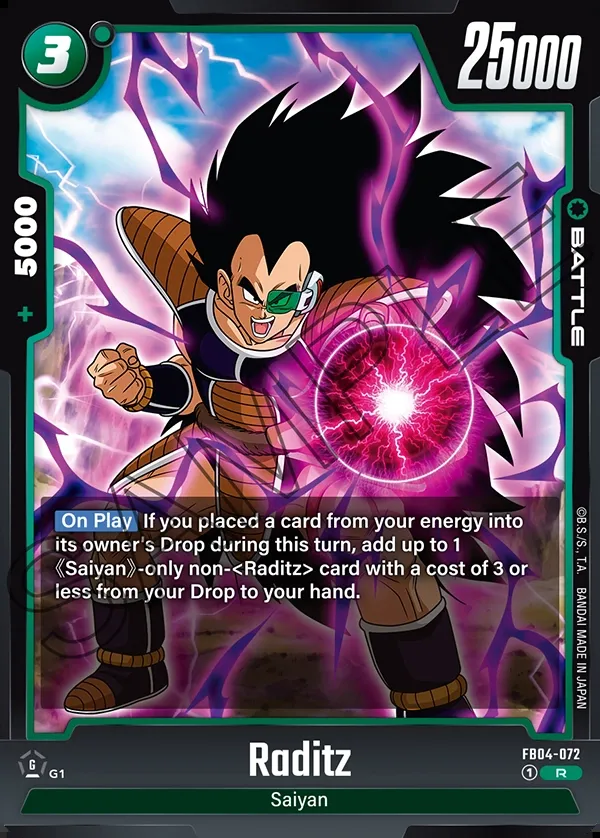 3
25000
+ 5000
BATTLE
On Play If you placed a card from your energy into
its owner's Drop during this turn, add up to 1
《Saiyan》-only non-<Raditz> card with a cost of 3 or
less from your Drop to your hand.
©B.S./S., T.A. BANDAI MADE IN JAPAN
SAMPLE
G G1
Raditz
FB04-072
1 R
Saiyan